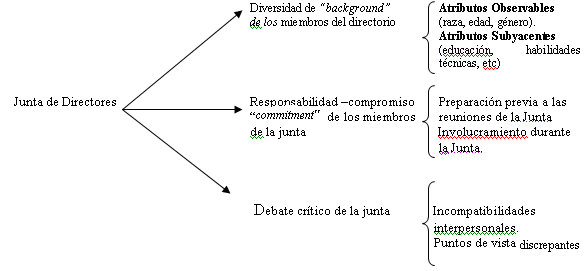 Junta de Directores
Diversidad de “background”
de los miembros del directorio
Atributos Observables
(raza, edad, género).
Atributos Subyacentes
(educación, habilidades
técnicas, etc)
Responsabilidad –compromiso
“commitment” de los miembros
de la junta
Preparación previa a las
reuniones de la Junta
Involucramiento durante
la Junta.
Debate crítico de la junta
Incompatibilidades
interpersonales.
Puntos de vista discrepantes